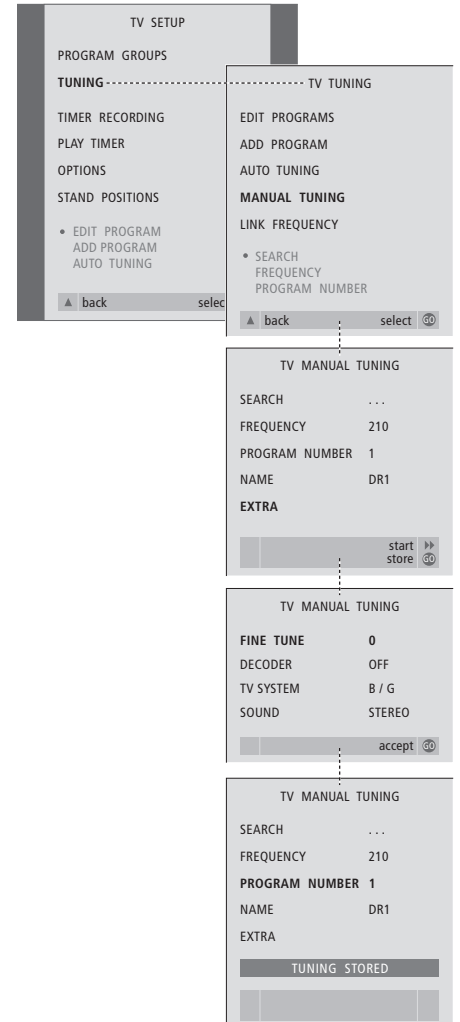 TV SETUP
PROGRAM GROUPS
TUNING
TIMER RECORDING
PLAY TIMER
OPTIONS
STAND POSITIONS
• EDIT PROGRAM
ADD PROGRAM
AUTO TUNING
▲ back selec
TV TUNING
EDIT PROGRAMS
ADD PROGRAM
AUTO TUNING
MANUAL TUNING
LINK FREQUENCY
• SEARCH
FREQUENCY
PROGRAM NUMBER
▲ back select GO
TV MANUAL TUNING
SEARCH . . .
FREQUENCY 210
PROGRAM NUMBER 1
NAME DR1
EXTRA
start
store GO
TV MANUAL TUNING
FINE TUNE 0
DECODER OFF
TV SYSTEM B / G
SOUND STEREO
accept GO
TV MANUAL TUNING
SEARCH . . .
FREQUENCY 210
PROGRAM NUMBER 1
NAME DR1
EXTRA
TUNING STORED